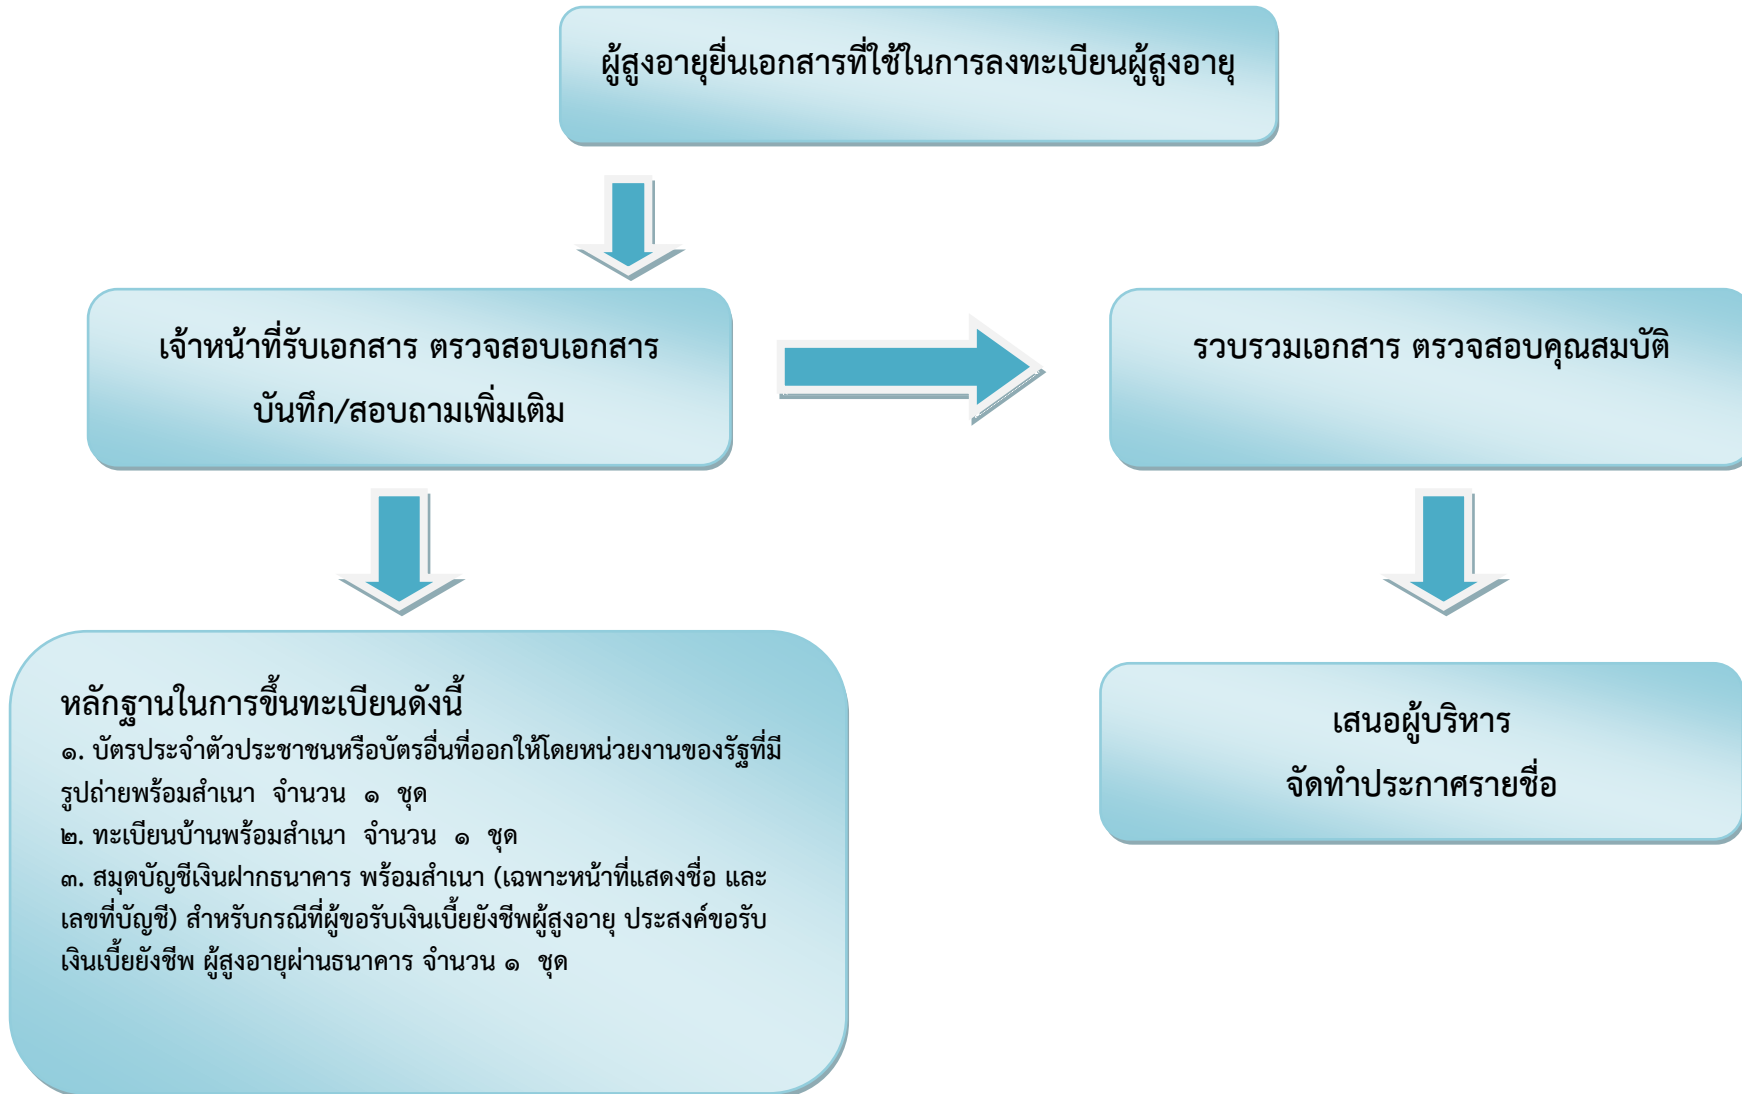 ผู้สูงอายุยื่นเอกสารที่ใช้ในการลงทะเบียนผู้สูงอายุ
เจ้าหน้าที่รับเอกสาร ตรวจสอบเอกสาร
บันทึก/สอบถามเพิ่มเติม
รวบรวมเอกสาร ตรวจสอบคุณสมบัติ
หลักฐานในการขึ้นทะเบียนดังนี้
๑. บัตรประจำตัวประชาชนหรือบัตรอื่นที่ออกให้โดยหน่วยงานของรัฐที่มี
รูปถ่ายพร้อมสำเนา จำนวน ๑ ชุด
๒. ทะเบียนบ้านพร้อมสำเนา จำนวน ๑ ชุด
๓. สมุดบัญชีเงินฝากธนาคาร พร้อมสำเนา (เฉพาะหน้าที่แสดงชื่อ และ
เลขที่บัญชี) สำหรับกรณีที่ผู้ขอรับเงินเบี้ยยังชีพผู้สูงอายุ ประสงค์ขอรับ
เงินเบี้ยยังชีพ ผู้สูงอายุผ่านธนาคาร จำนวน ๑ ชุด
เสนอผู้บริหาร
จัดทำประกาศรายชื่อ